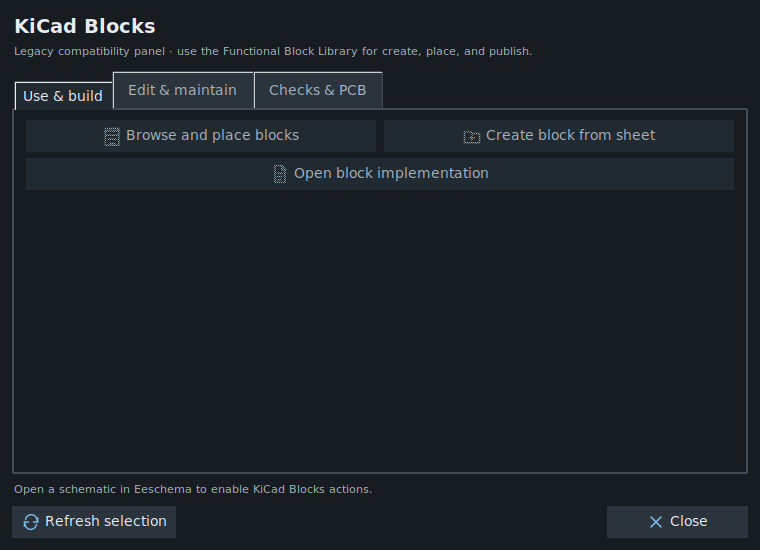 KiCad Blocks
Legacy compatibility panel · use the Functional Block Library for create, place, and publish.
Use & build
Edit & maintain
Checks & PCB
Browse and place blocks
Create block from sheet
Open block implementation
Open a schematic in Eeschema to enable KiCad Blocks actions.
Refresh selection
Close